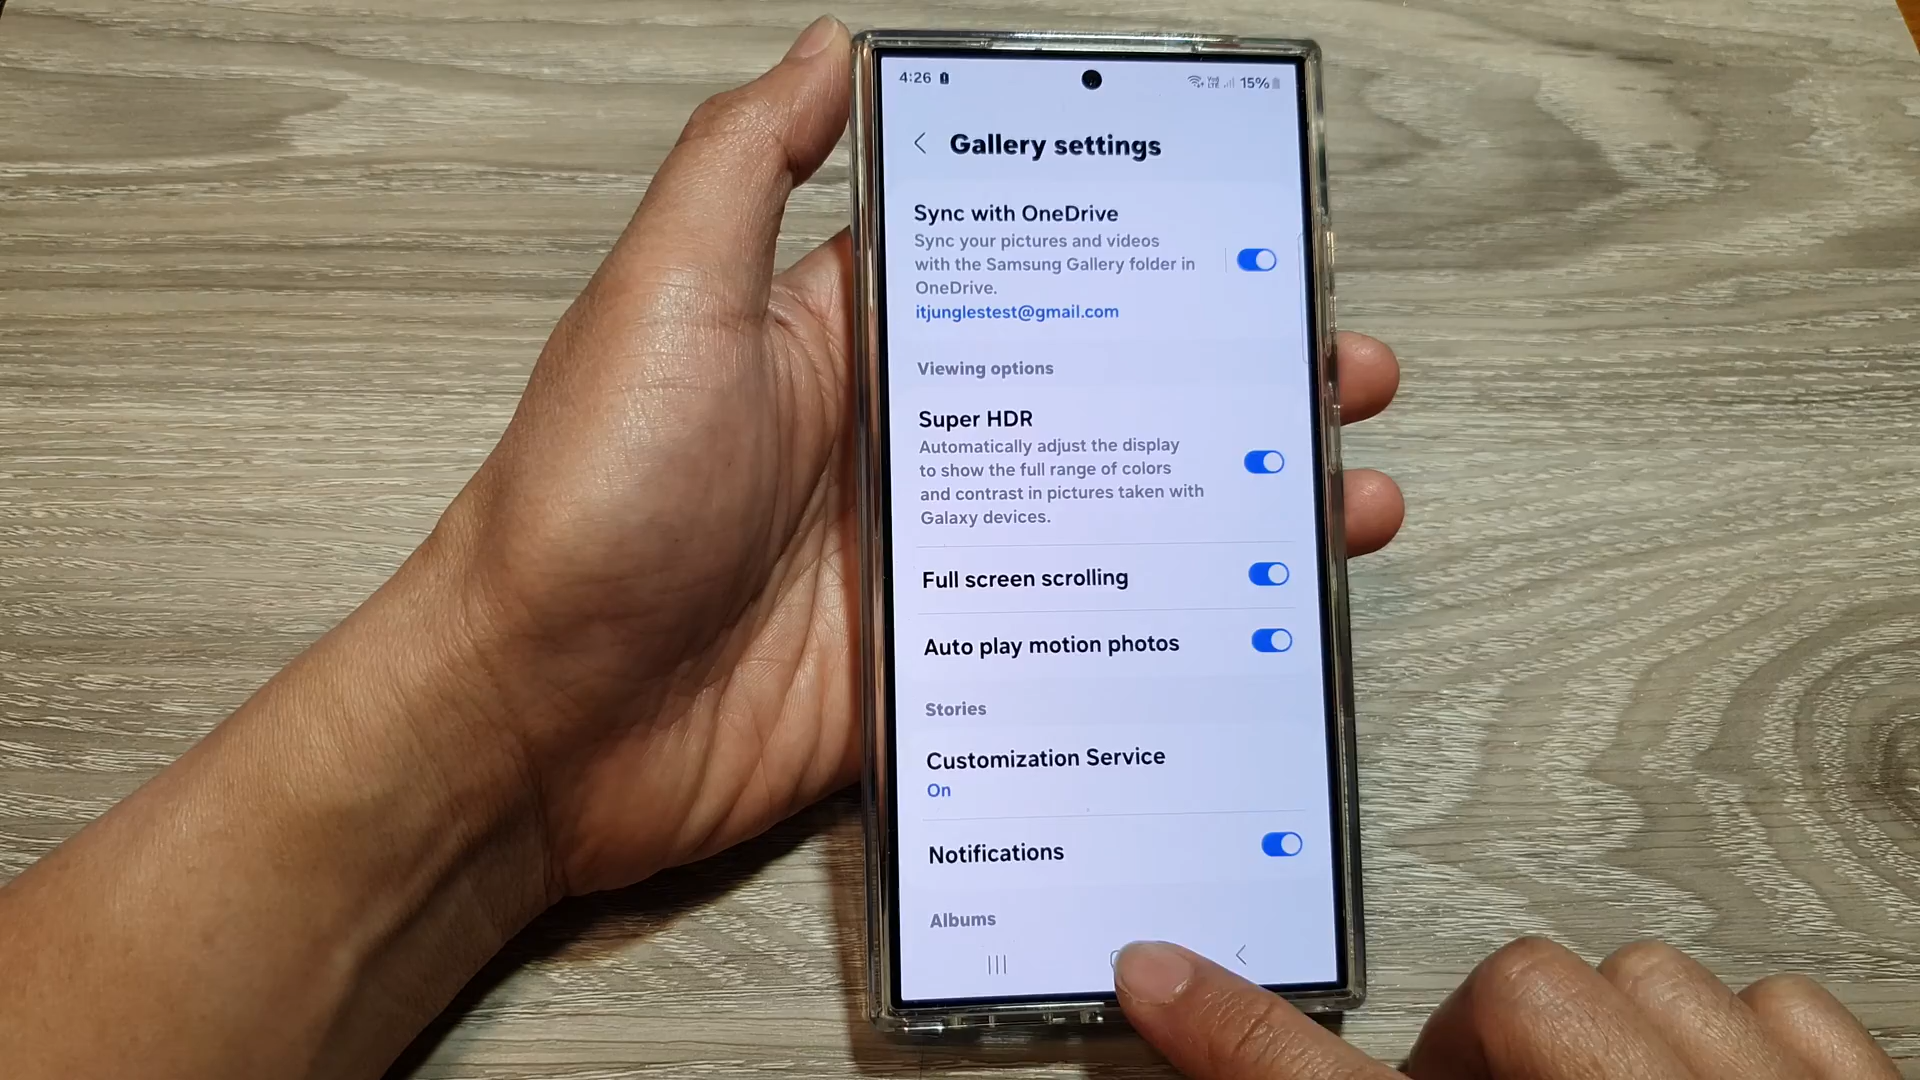 4:26
Vo)) LTE 15%
Gallery settings
Sync with OneDrive
Sync your pictures and videos
with the Samsung Gallery folder in
OneDrive.
itjunglestest@gmail.com
Viewing options
Super HDR
Automatically adjust the display
to show the full range of colors
and contrast in pictures taken with
Galaxy devices.
Full screen scrolling
Auto play motion photos
Stories
Customization Service
On
Notifications
Albums